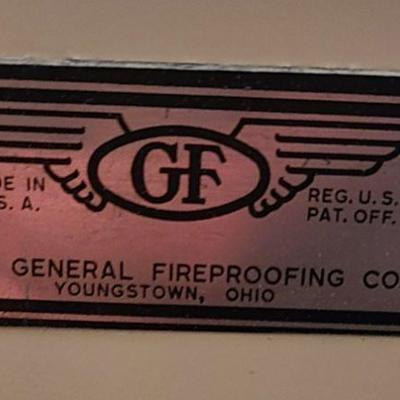 GF
DE IN
S. A.
REG. U. S.
PAT. OFF.
GENERAL FIREPROOFING CO
YOUNGSTOWN, OHIO